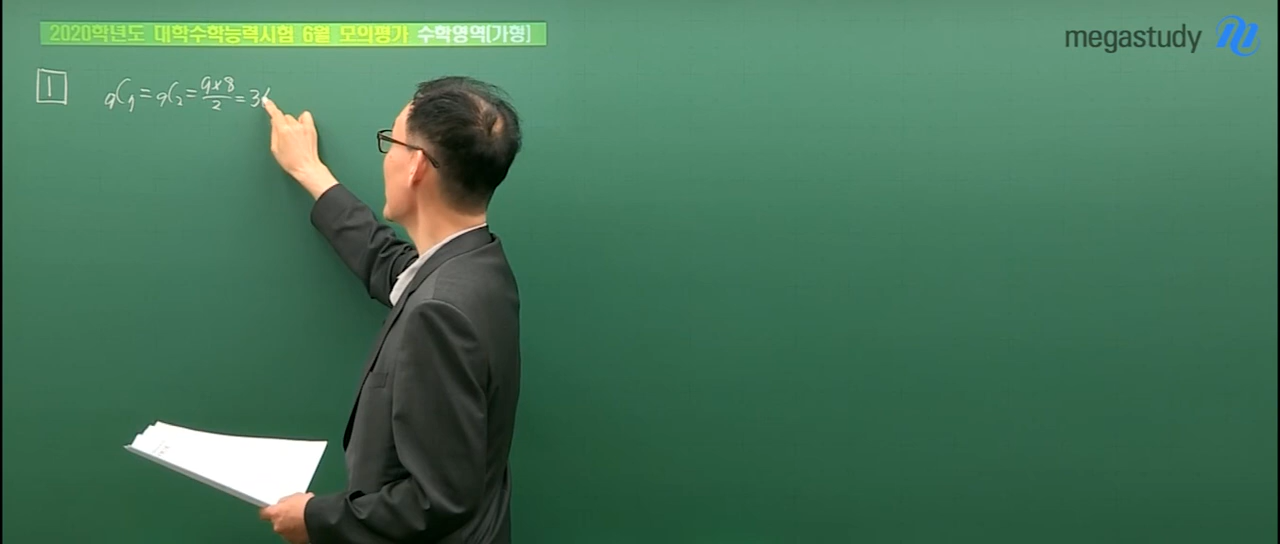 2020학년도 대학수학능력시험 6월 모의평가 수학영역[가형]
megastudy
1
₉C₇ = ₉C₂ = 9×8/2 = 36